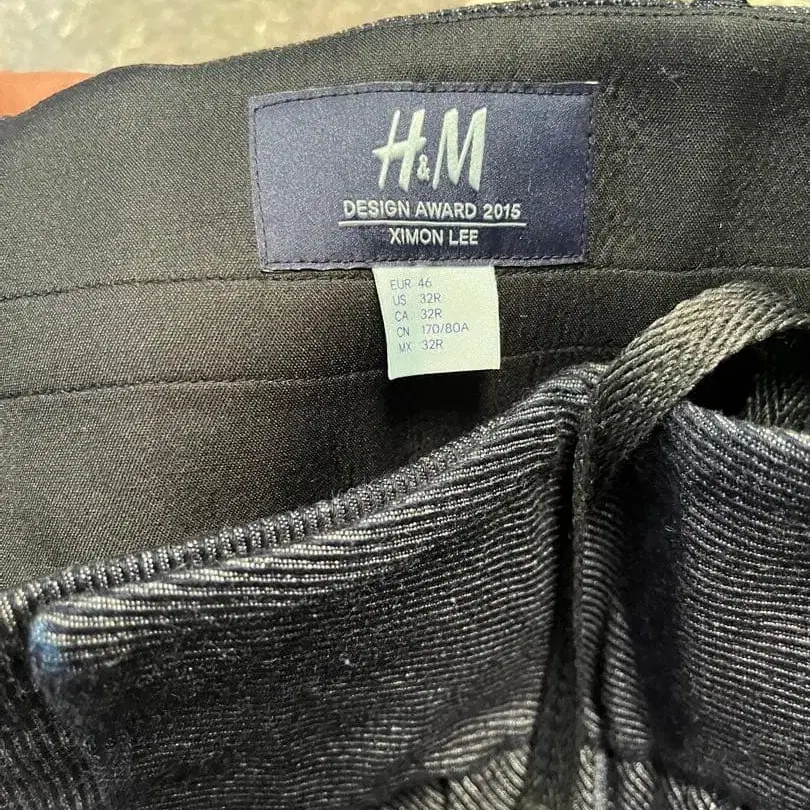 H&M
DESIGN AWARD 2015
XIMON LEE
EUR 46
US 32R
CA 32R
CN 170/80A
MX 32R